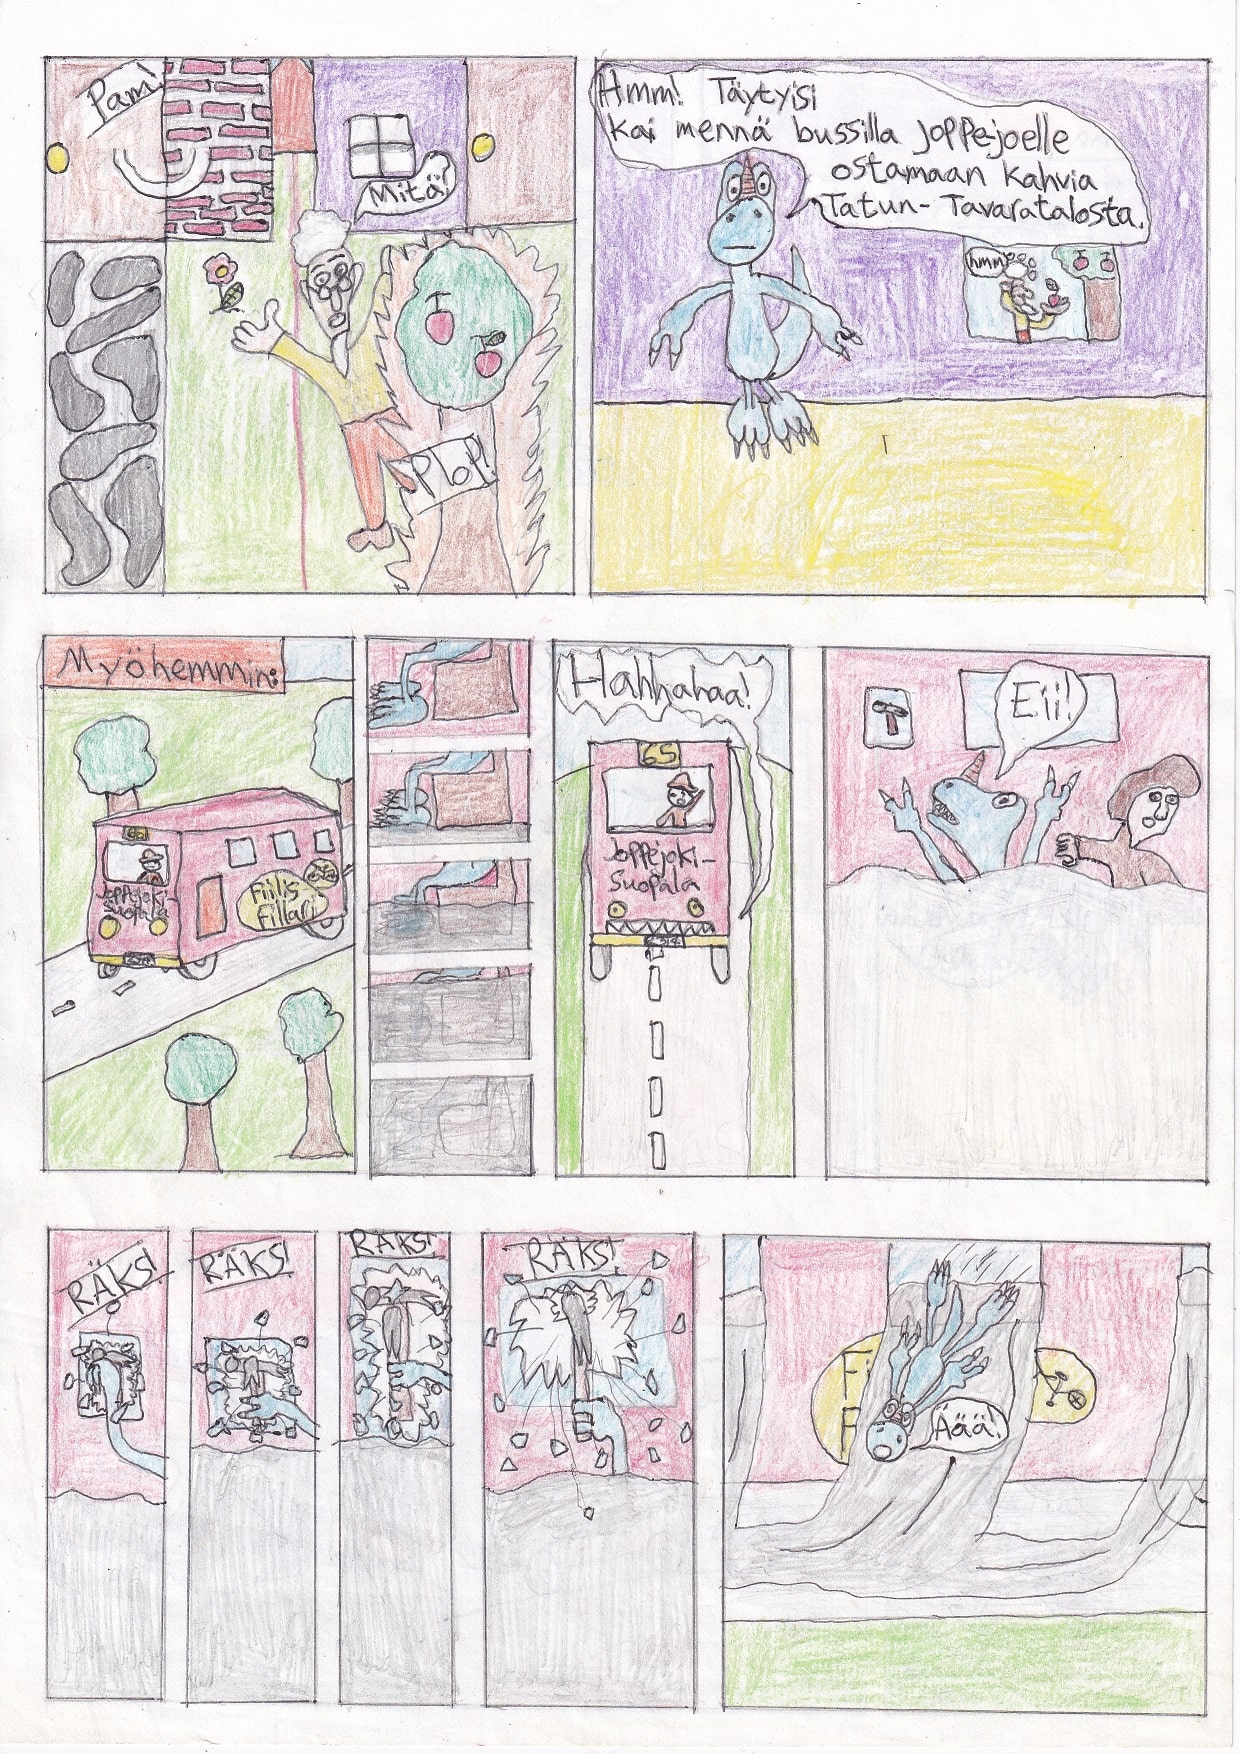 Pam!
Mitä?
PLOP!
Hmm! Täytyisi
kai mennä bussilla Joppejoelle
ostamaan kahvia
Tatun-Tavaratalosta.
hmm
Myöhemmin:
65
Joppejoki-
Suopala
Fiilis
Fillari
Hahhahaa!
65
Joppejoki-
Suopala
Eii!
RÄKS!
RÄKS!
RÄKS!
RÄKS!
Fi
F
Äää!